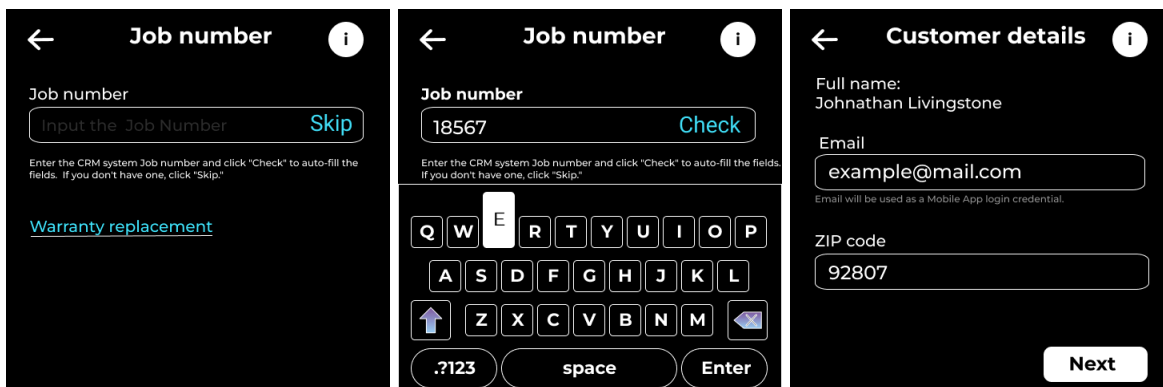 Job number
i
Job number
Input the Job Number
Skip
Enter the CRM system Job number and click "Check" to auto-fill the
fields. If you don't have one, click "Skip."
Warranty replacement
Job number
i
Job number
18567
Check
Enter the CRM system Job number and click "Check" to auto-fill the fields.
If you don't have one, click "Skip."
Q W E R T Y U I O P
A S D F G H J K L
Z X C V B N M
.?123 space Enter
Customer details
i
Full name:
Johnathan Livingstone
Email
example@mail.com
Email will be used as a Mobile App login credential.
ZIP code
92807
Next